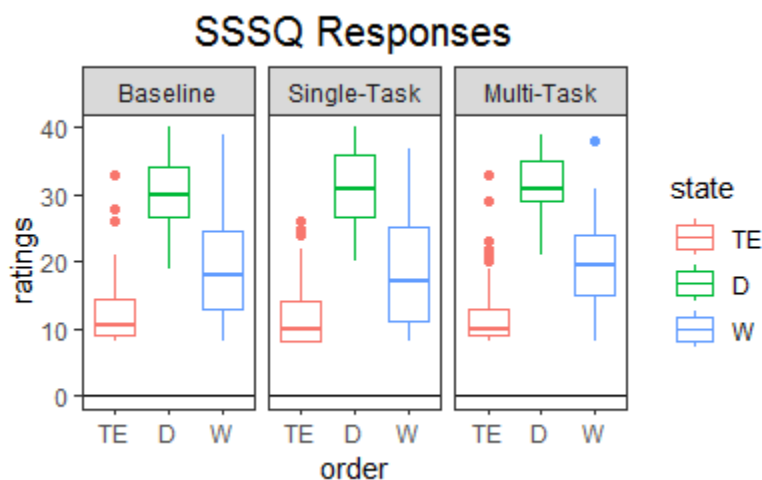 SSSQ Responses
Baseline Single-Task Multi-Task
40
30
20
10
0
ratings
TE D W TE D W TE D W
order
state
TE
D
W